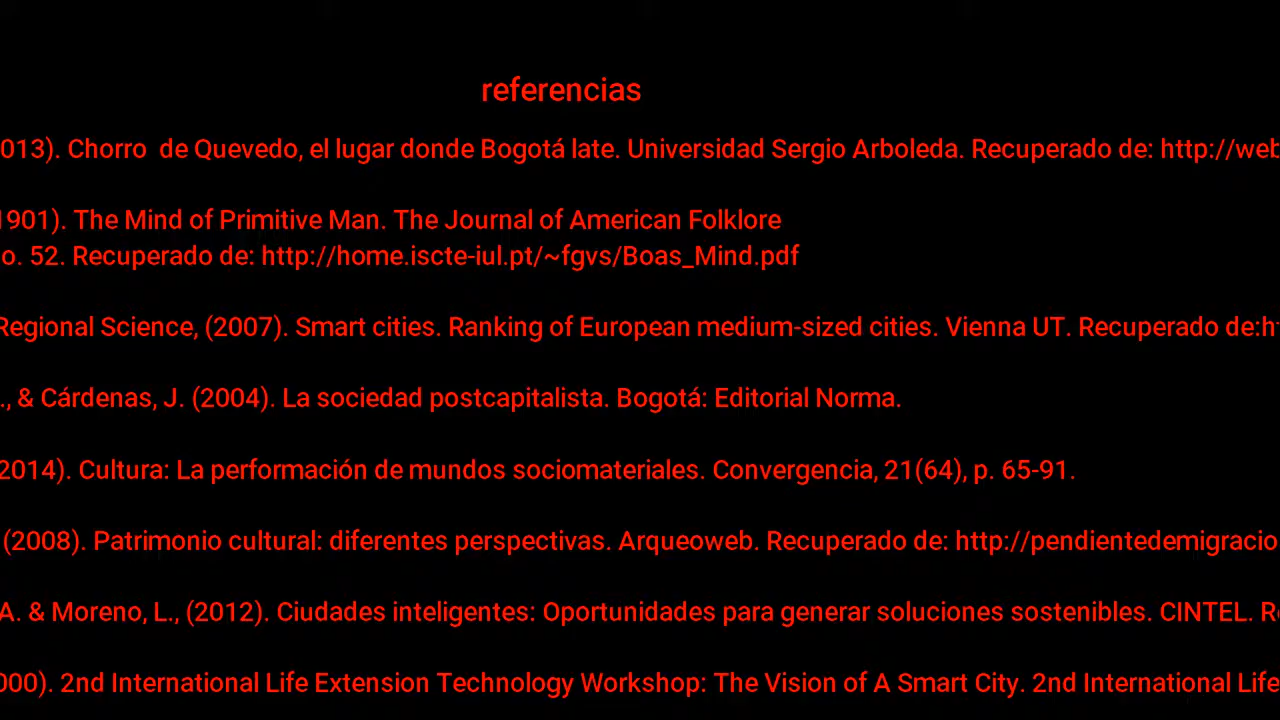 referencias
013). Chorro  de Quevedo, el lugar donde Bogotá late. Universidad Sergio Arboleda. Recuperado de: http://web
1901). The Mind of Primitive Man. The Journal of American Folklore
o. 52. Recuperado de: http://home.iscte-iul.pt/~fgvs/Boas_Mind.pdf
Regional Science, (2007). Smart cities. Ranking of European medium-sized cities. Vienna UT. Recuperado de:h
., & Cárdenas, J. (2004). La sociedad postcapitalista. Bogotá: Editorial Norma.
2014). Cultura: La performación de mundos sociomateriales. Convergencia, 21(64), p. 65-91.
(2008). Patrimonio cultural: diferentes perspectivas. Arqueoweb. Recuperado de: http://pendientedemigracio
A. & Moreno, L., (2012). Ciudades inteligentes: Oportunidades para generar soluciones sostenibles. CINTEL. R
000). 2nd International Life Extension Technology Workshop: The Vision of A Smart City. 2nd International Life